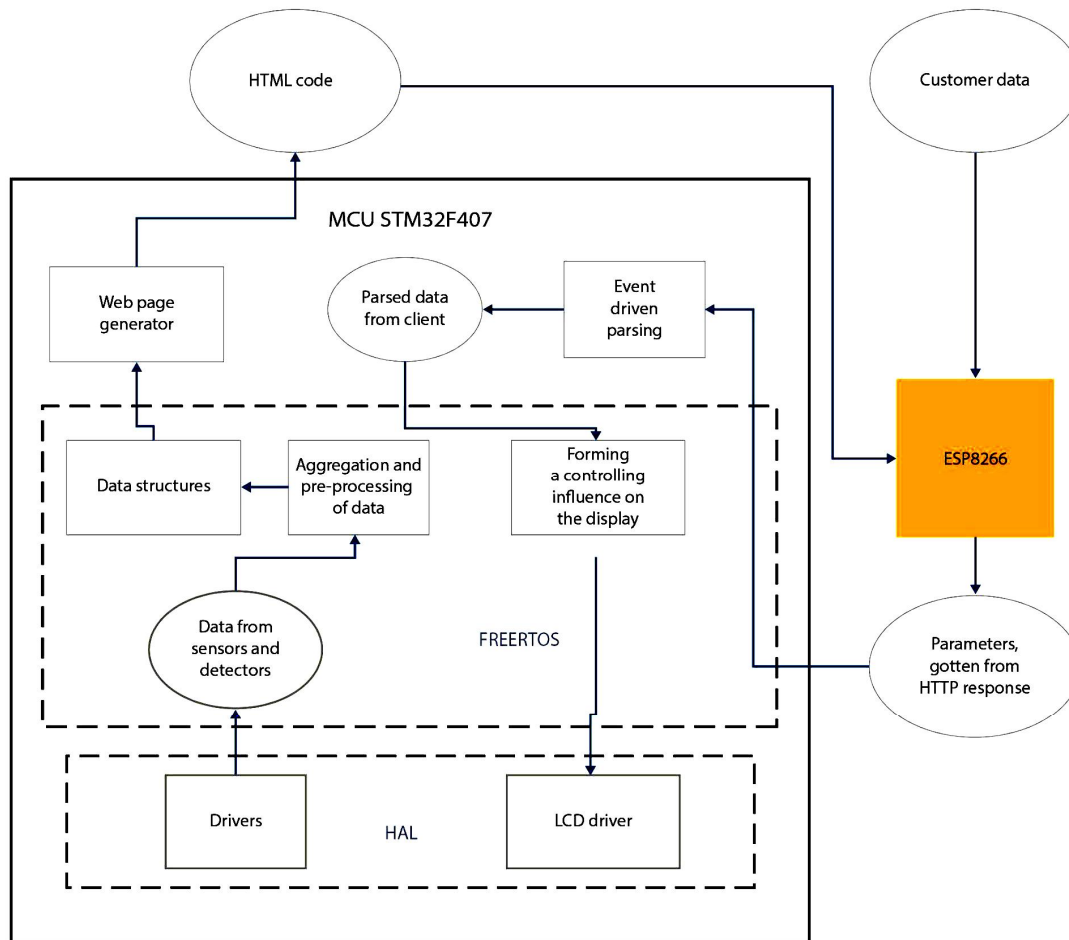 HTML code
Customer data
MCU STM32F407
Web page
generator
Parsed data
from client
Event
driven
parsing
Data structures
Aggregation and
pre-processing
of data
Forming
a controlling
influence on
the display
ESP8266
Data from
sensors and
detectors
FREERTOS
Parameters,
gotten from
HTTP response
Drivers
HAL
LCD driver